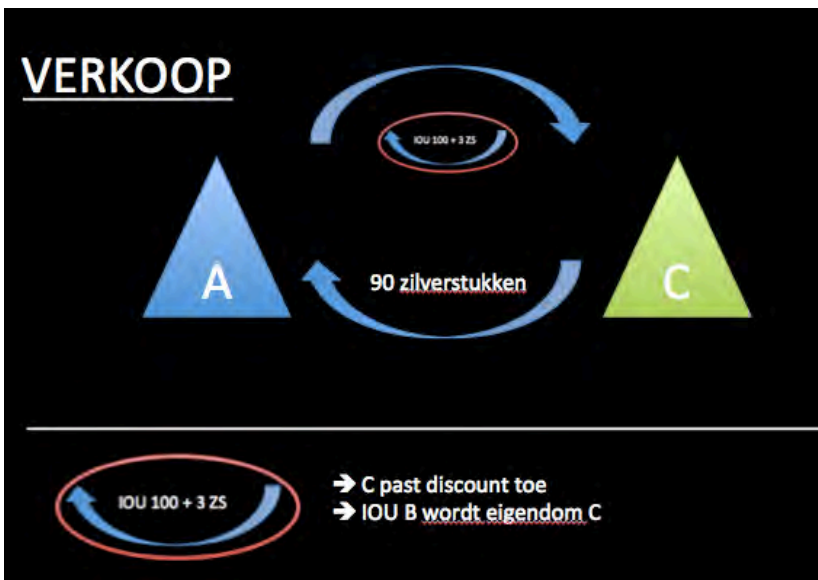 VERKOOP
IOU 100 + 3 ZS
A
90 zilverstukken
C
IOU 100 + 3 ZS
➔ C past discount toe
➔ IOU B wordt eigendom C